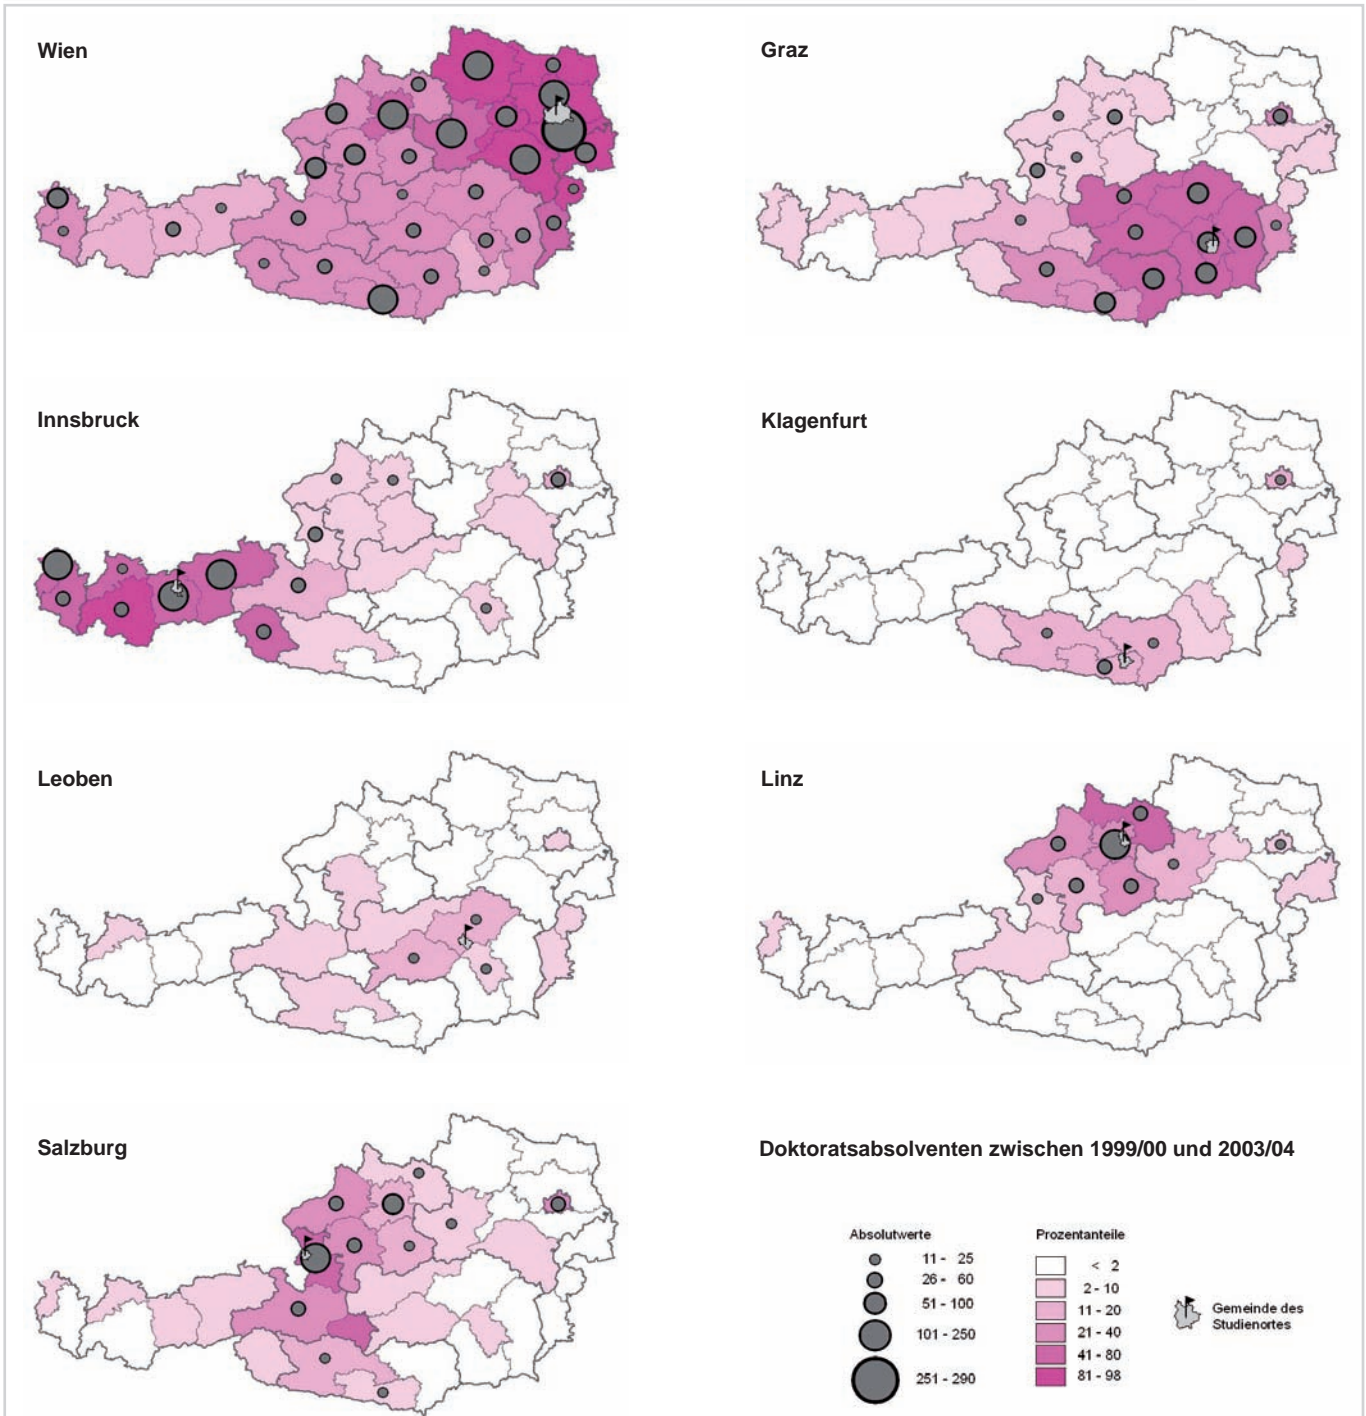 Wien
Graz
Innsbruck
Klagenfurt
Leoben
Linz
Salzburg
Doktoratsabsolventen zwischen 1999/00 und 2003/04
Absolutwerte
11 - 25
26 - 60
51 - 100
101 - 250
251 - 290
Prozentanteile
< 2
2 - 10
11 - 20
21 - 40
41 - 80
81 - 98
Gemeinde des
Studienortes